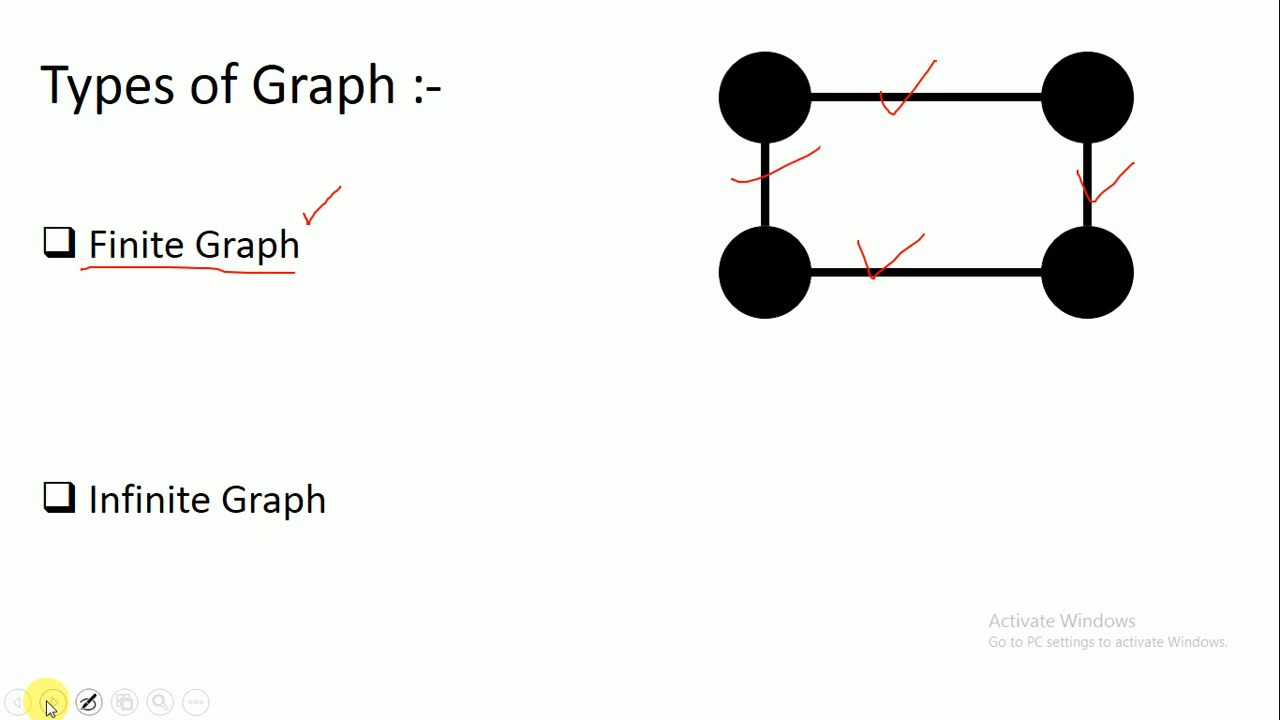 Types of Graph :-
Finite Graph
Infinite Graph
Activate Windows
Go to PC settings to activate Windows.